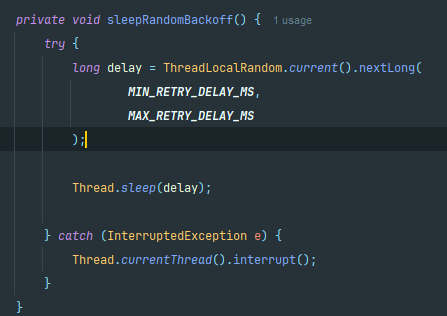 private void sleepRandomBackoff() { 1 usage
    try {
        long delay = ThreadLocalRandom.current().nextLong(
                MIN_RETRY_DELAY_MS,
                MAX_RETRY_DELAY_MS
        );
        Thread.sleep(delay);
    } catch (InterruptedException e) {
        Thread.currentThread().interrupt();
    }
}